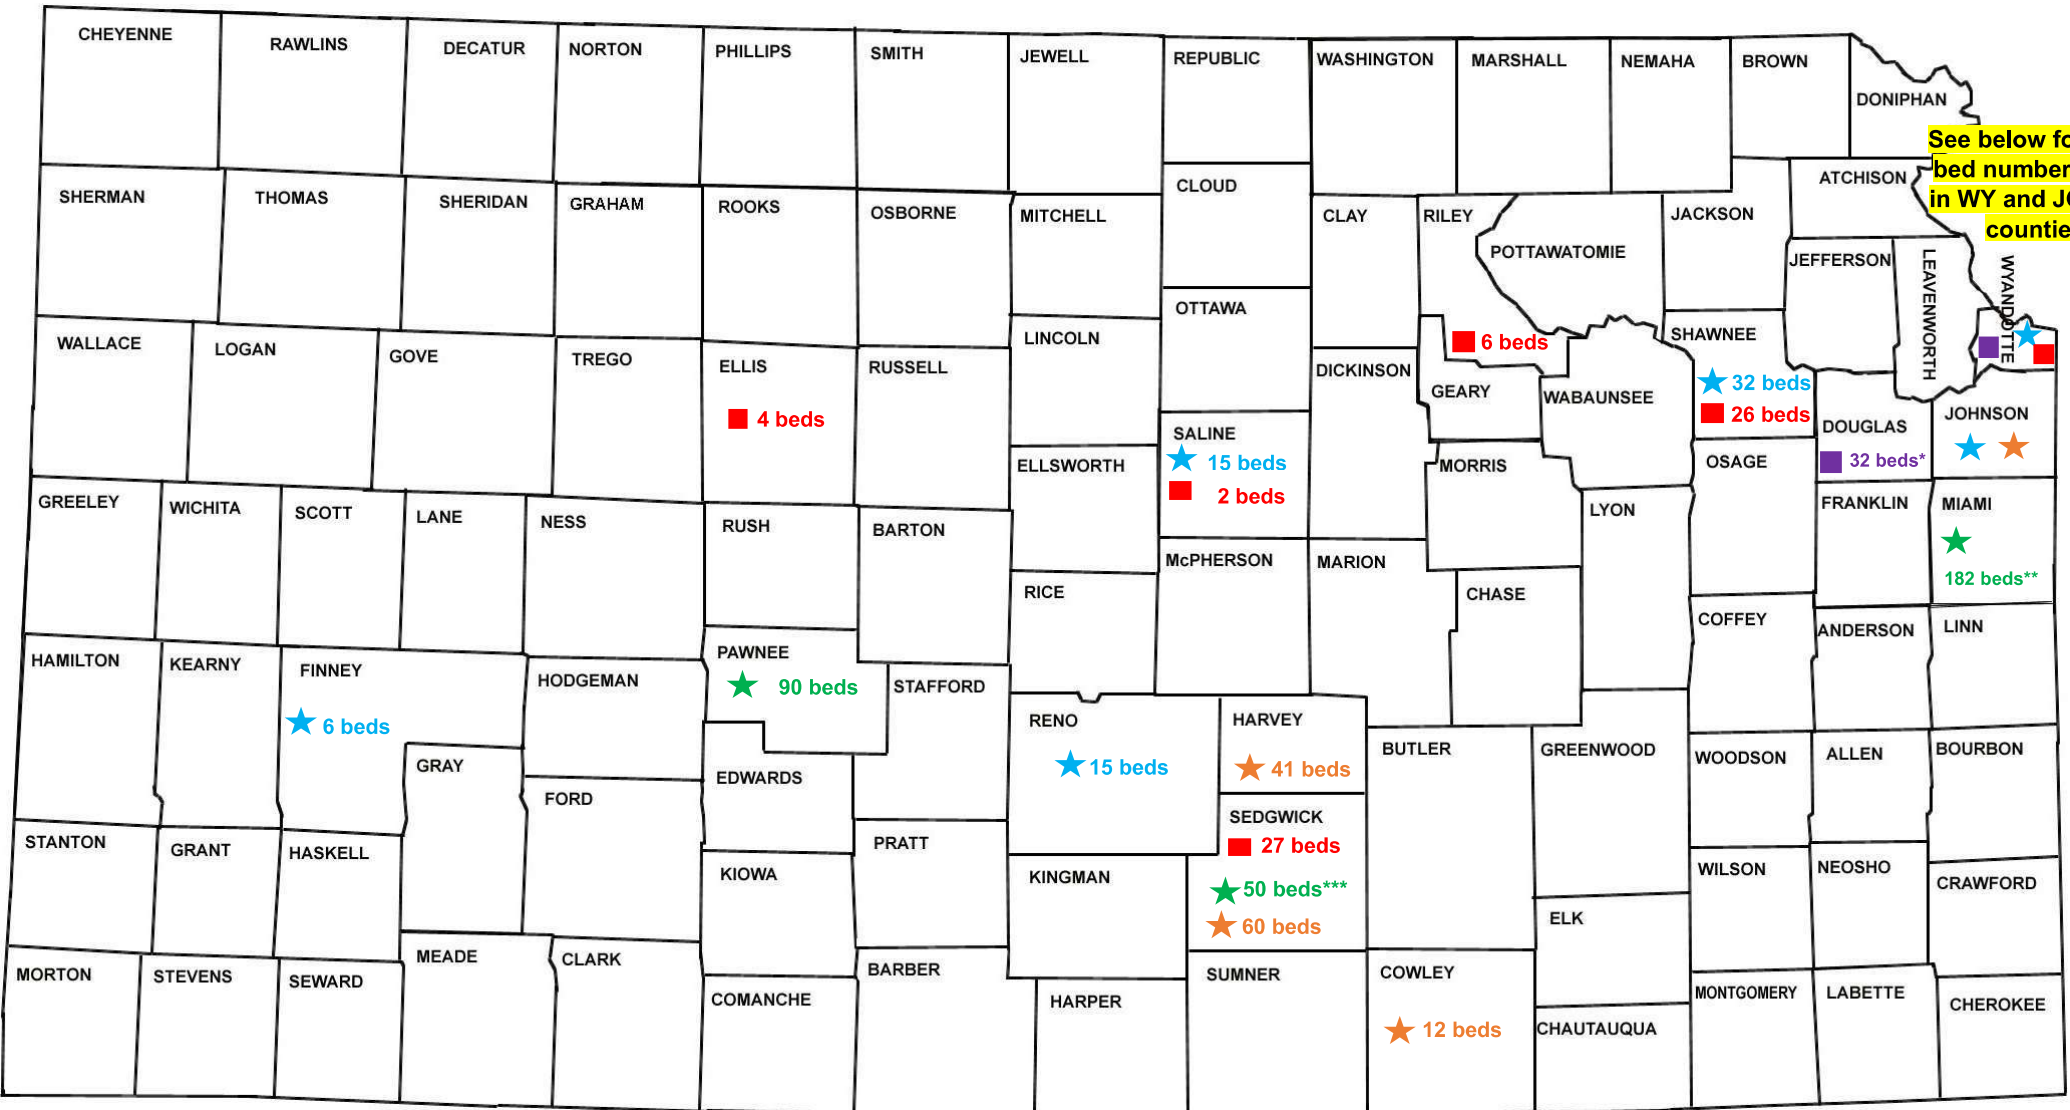 CHEYENNE
RAWLINS
DECATUR
NORTON
PHILLIPS
SMITH
JEWELL
REPUBLIC
WASHINGTON
MARSHALL
NEMAHA
BROWN
DONIPHAN
See below fo
bed number
in WY and JO
countie
SHERMAN
THOMAS
SHERIDAN
GRAHAM
ROOKS
OSBORNE
MITCHELL
CLOUD
CLAY
RILEY
6 beds
POTTAWATOMIE
JACKSON
ATCHISON
JEFFERSON
LEAVENWORTH
WYANDOTTE
WALLACE
LOGAN
GOVE
TREGO
ELLIS
4 beds
RUSSELL
LINCOLN
OTTAWA
DICKINSON
GEARY
WABAUNSEE
SHAWNEE
32 beds
26 beds
DOUGLAS
32 beds*
JOHNSON
SALINE
15 beds
2 beds
ELLSWORTH
MORRIS
OSAGE
GREELEY
WICHITA
SCOTT
LANE
NESS
RUSH
BARTON
LYON
FRANKLIN
MIAMI
182 beds**
RICE
McPHERSON
MARION
CHASE
COFFEY
ANDERSON
LINN
HAMILTON
KEARNY
FINNEY
6 beds
HODGEMAN
PAWNEE
90 beds
STAFFORD
RENO
15 beds
HARVEY
41 beds
BUTLER
GREENWOOD
WOODSON
ALLEN
BOURBON
GRAY
FORD
EDWARDS
SEDGWICK
27 beds
50 beds***
60 beds
STANTON
GRANT
HASKELL
KIOWA
PRATT
KINGMAN
WILSON
NEOSHO
CRAWFORD
ELK
MORTON
STEVENS
SEWARD
MEADE
CLARK
COMANCHE
BARBER
HARPER
SUMNER
COWLEY
12 beds
CHAUTAUQUA
MONTGOMERY
LABETTE
CHEROKEE